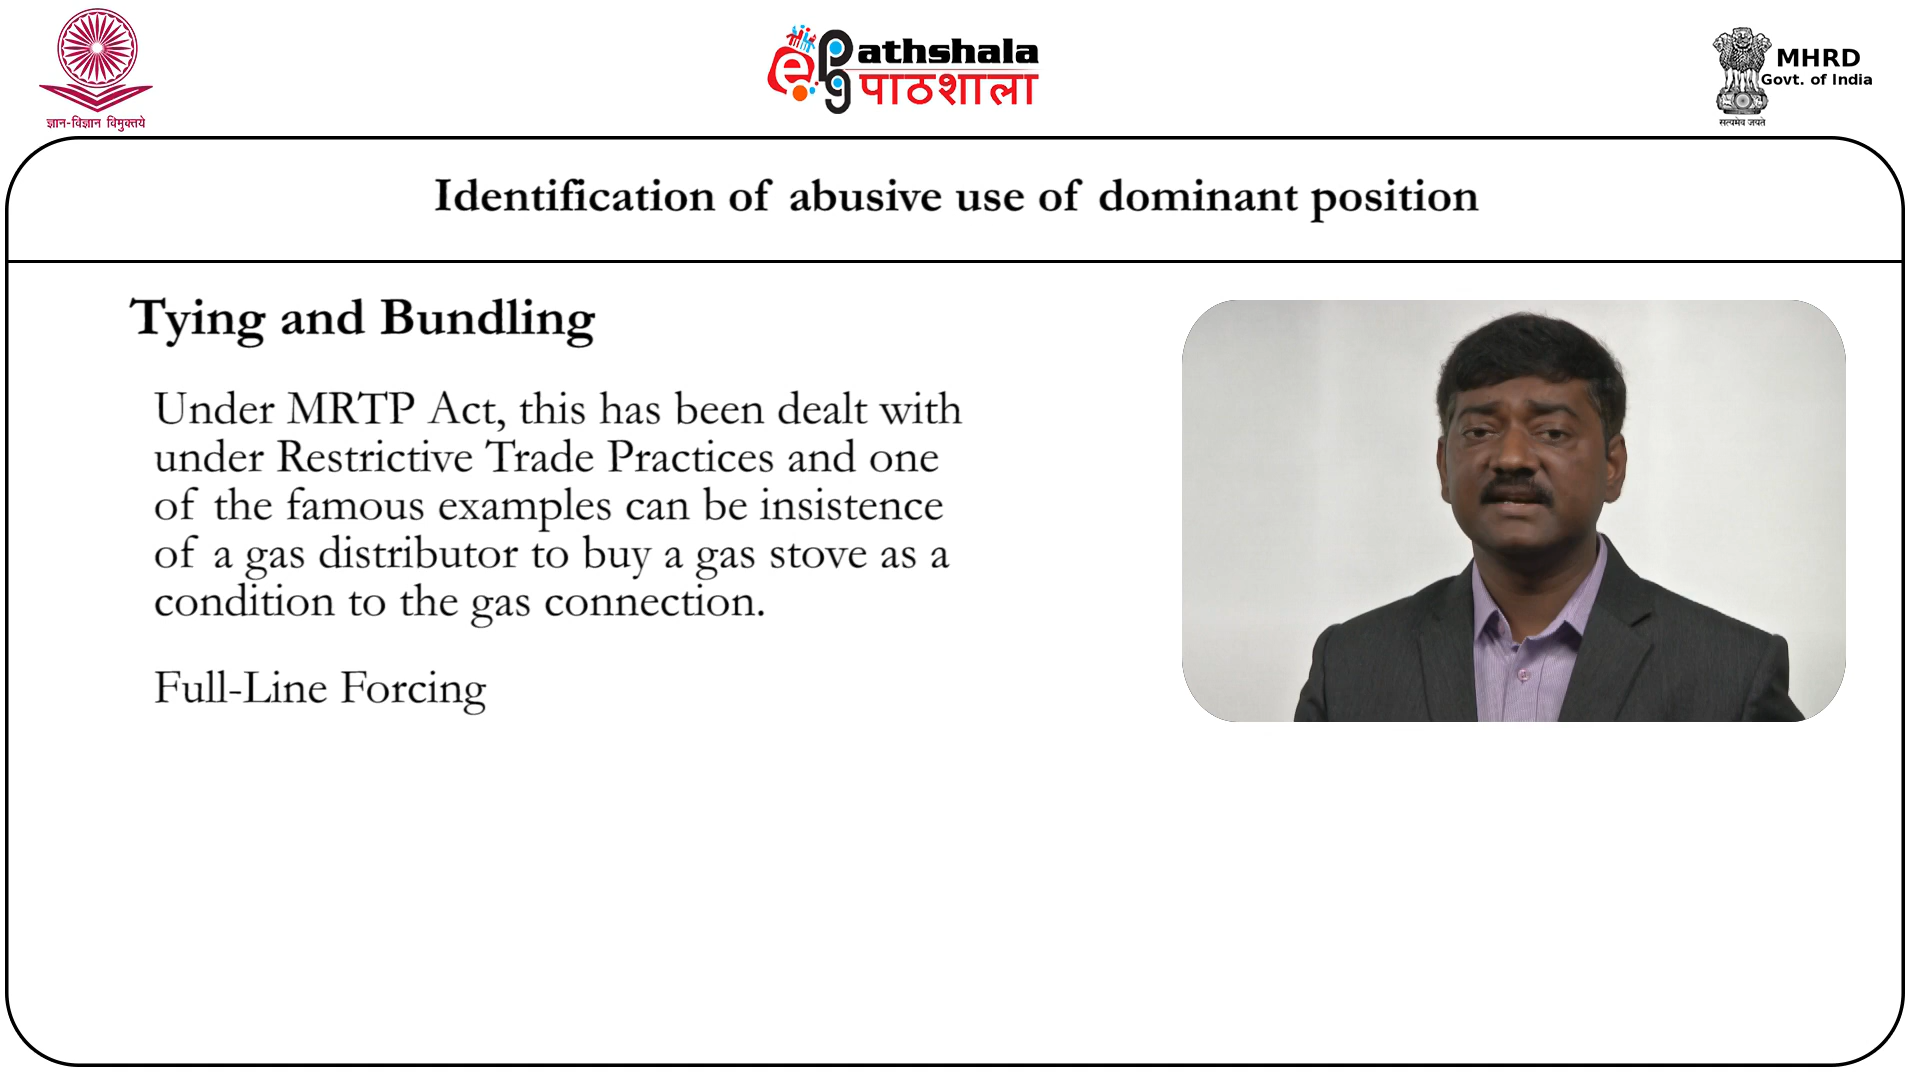 ज्ञान-विज्ञान विमुक्तये
e pg athshala
पाठशाला
MHRD
Govt. of India
सत्यमेव जयते
Identification of abusive use of dominant position
Tying and Bundling
Under MRTP Act, this has been dealt with
under Restrictive Trade Practices and one
of the famous examples can be insistence
of a gas distributor to buy a gas stove as a
condition to the gas connection.
Full-Line Forcing